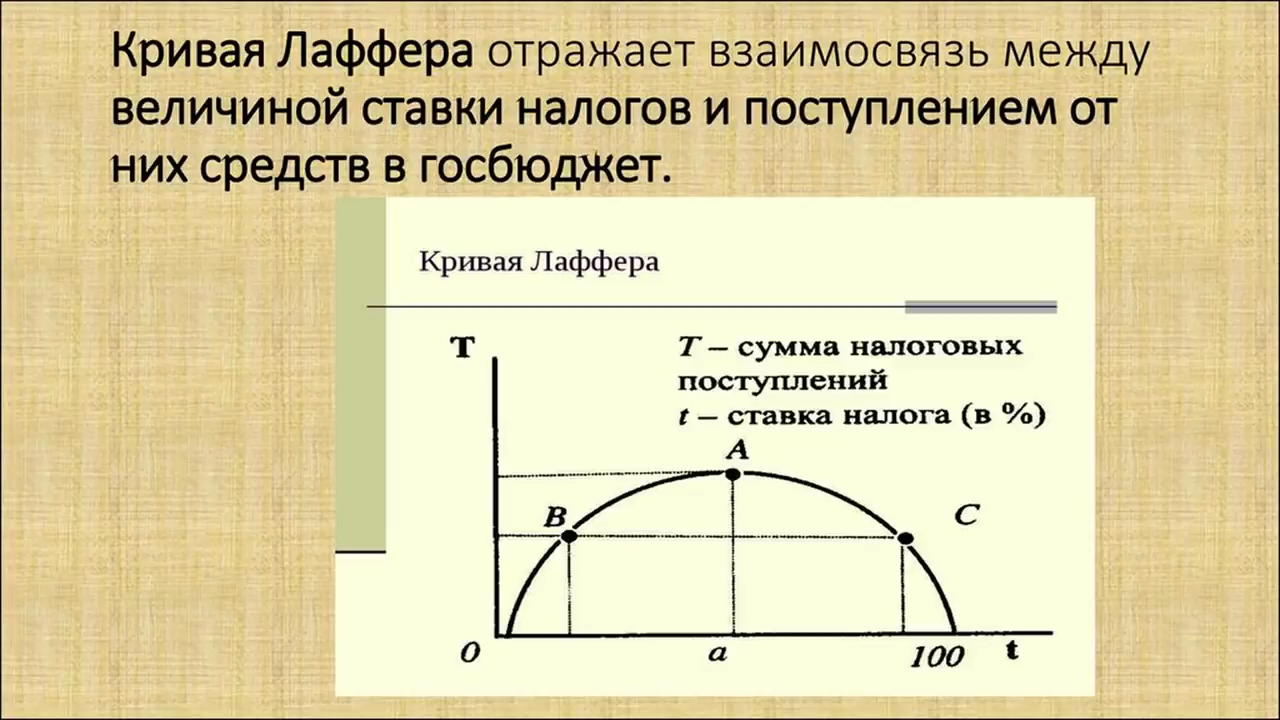 Кривая Лаффера отражает взаимосвязь между
величиной ставки налогов и поступлением от
них средств в госбюджет.
Кривая Лаффера
T
T – сумма налоговых
поступлений
t – ставка налога (в %)
A
B
C
0
a
100
t